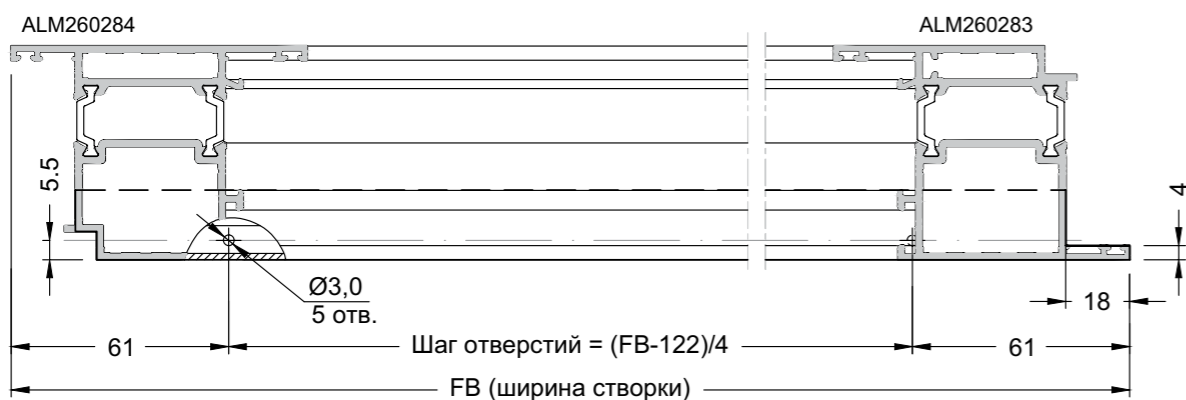 ALM260284
ALM260283
5.5
4
Ø3,0
5 отв.
18
61
Шаг отверстий = (FB-122)/4
61
FB (ширина створки)